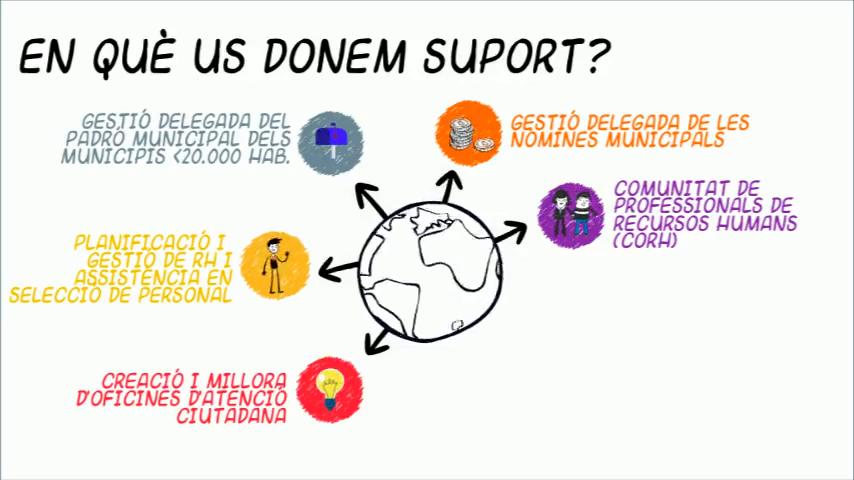 EN QUÈ US DONEM SUPORT?
GESTIÓ DELEGADA DEL
PADRÓ MUNICIPAL DELS
MUNICIPIS <20.000 HAB.
GESTIÓ DELEGADA DE LES
NOMINES MUNICIPALS
COMUNITAT DE
PROFESSIONALS DE
RECURSOS HUMANS
(CORH)
PLANIFICACIÓ I
GESTIÓ DE RH I
ASSISTÈNCIA EN
SELECCIÓ DE PERSONAL
CREACIÓ I MILLORA
D'OFICINES D'ATENCIÓ
CIUTADANA